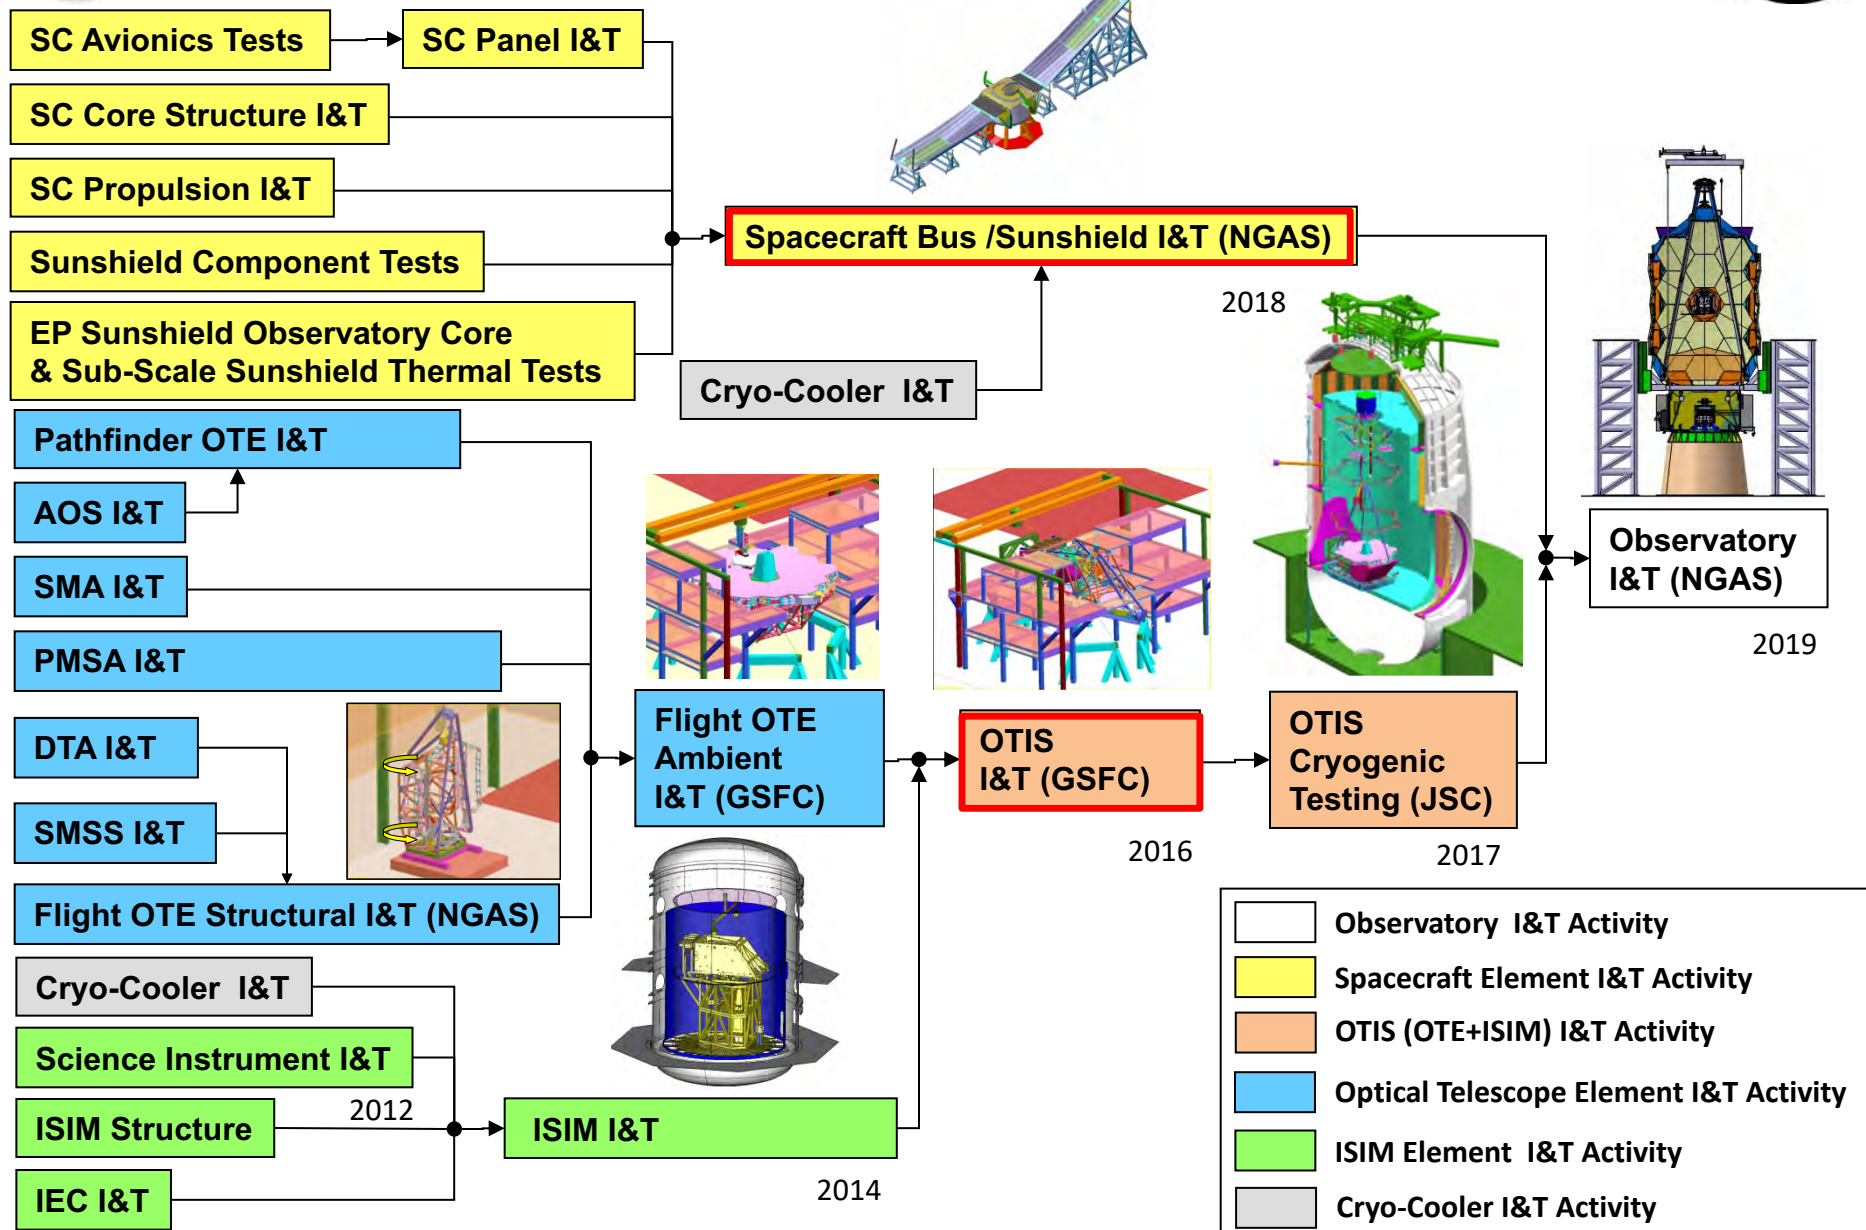 SC Avionics Tests
SC Panel I&T
SC Core Structure I&T
SC Propulsion I&T
Sunshield Component Tests
EP Sunshield Observatory Core
& Sub-Scale Sunshield Thermal Tests
Spacecraft Bus /Sunshield I&T (NGAS)
2018
Cryo-Cooler I&T
Pathfinder OTE I&T
AOS I&T
SMA I&T
PMSA I&T
DTA I&T
SMSS I&T
Flight OTE Structural I&T (NGAS)
Flight OTE
Ambient
I&T (GSFC)
OTIS
I&T (GSFC)
2016
OTIS
Cryogenic
Testing (JSC)
2017
Observatory
I&T (NGAS)
2019
Cryo-Cooler I&T
Science Instrument I&T
2012
ISIM Structure
IEC I&T
ISIM I&T
2014
Observatory I&T Activity
Spacecraft Element I&T Activity
OTIS (OTE+ISIM) I&T Activity
Optical Telescope Element I&T Activity
ISIM Element I&T Activity
Cryo-Cooler I&T Activity